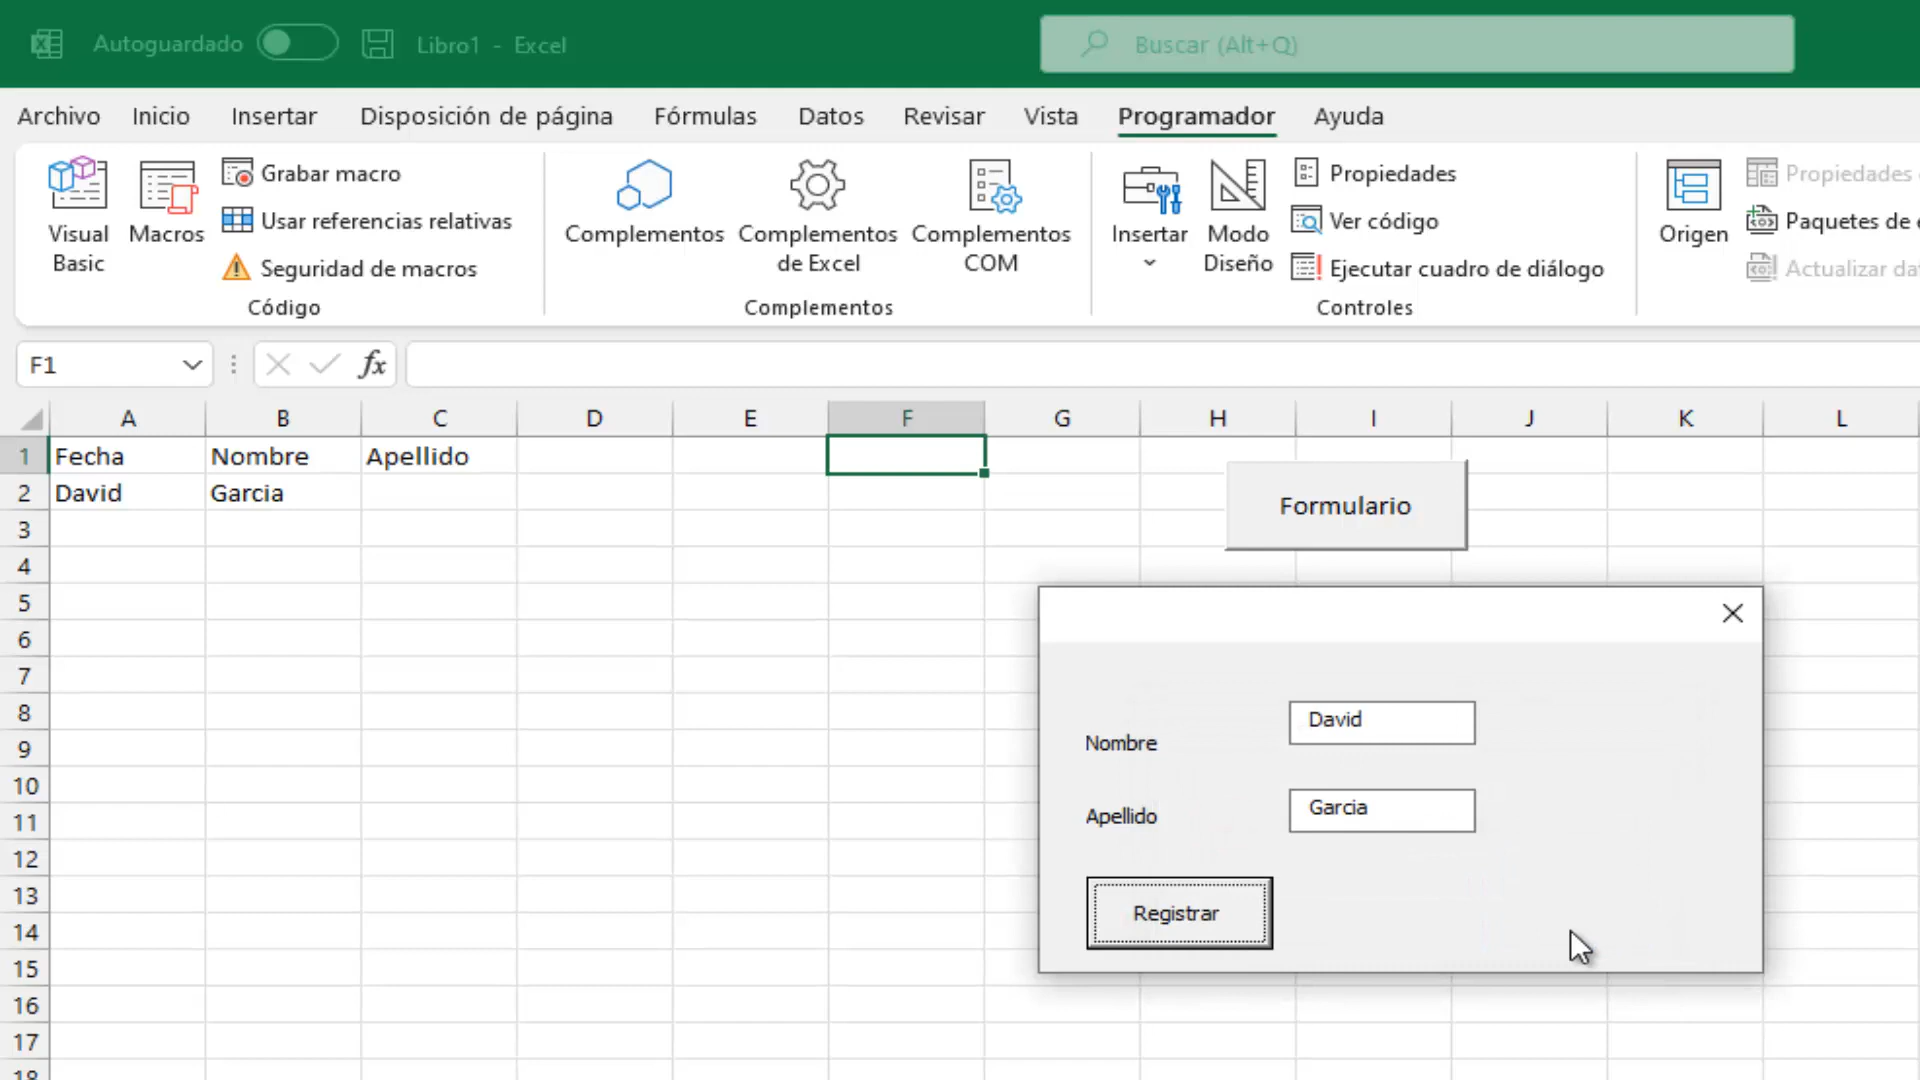 Autoguardado Libro1 - Excel Buscar (Alt+Q)
Archivo Inicio Insertar Disposición de página Fórmulas Datos Revisar Vista Programador Ayuda
Visual Basic
Macros
Grabar macro
Usar referencias relativas
Seguridad de macros
Código
Complementos
Complementos de Excel
Complementos COM
Complementos
Insertar
Modo Diseño
Propiedades
Ver código
Ejecutar cuadro de diálogo
Controles
Origen
Propiedades
Paquetes de
Actualizar
F1 fx
A B C D E F G H I J K L
1 Fecha Nombre Apellido
2 David Garcia
Formulario
3
4
5
6
7
8
9
10
11
12
13
14
15
16
17
18
Nombre David
Apellido Garcia
Registrar